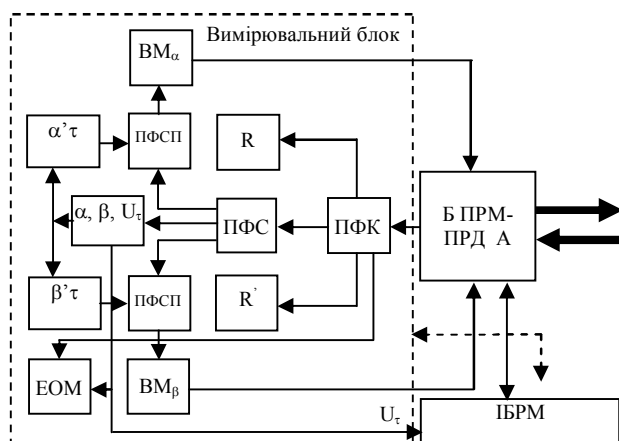 Вимірювальний блок
ВМα
α’τ
ПФСП
R
α, β, Uτ
ПФС
ПФК
Б ПРМ-
ПРД А
β’τ
ПФСП
R’
ЕОМ
ВМβ
Uτ
ІБРМ